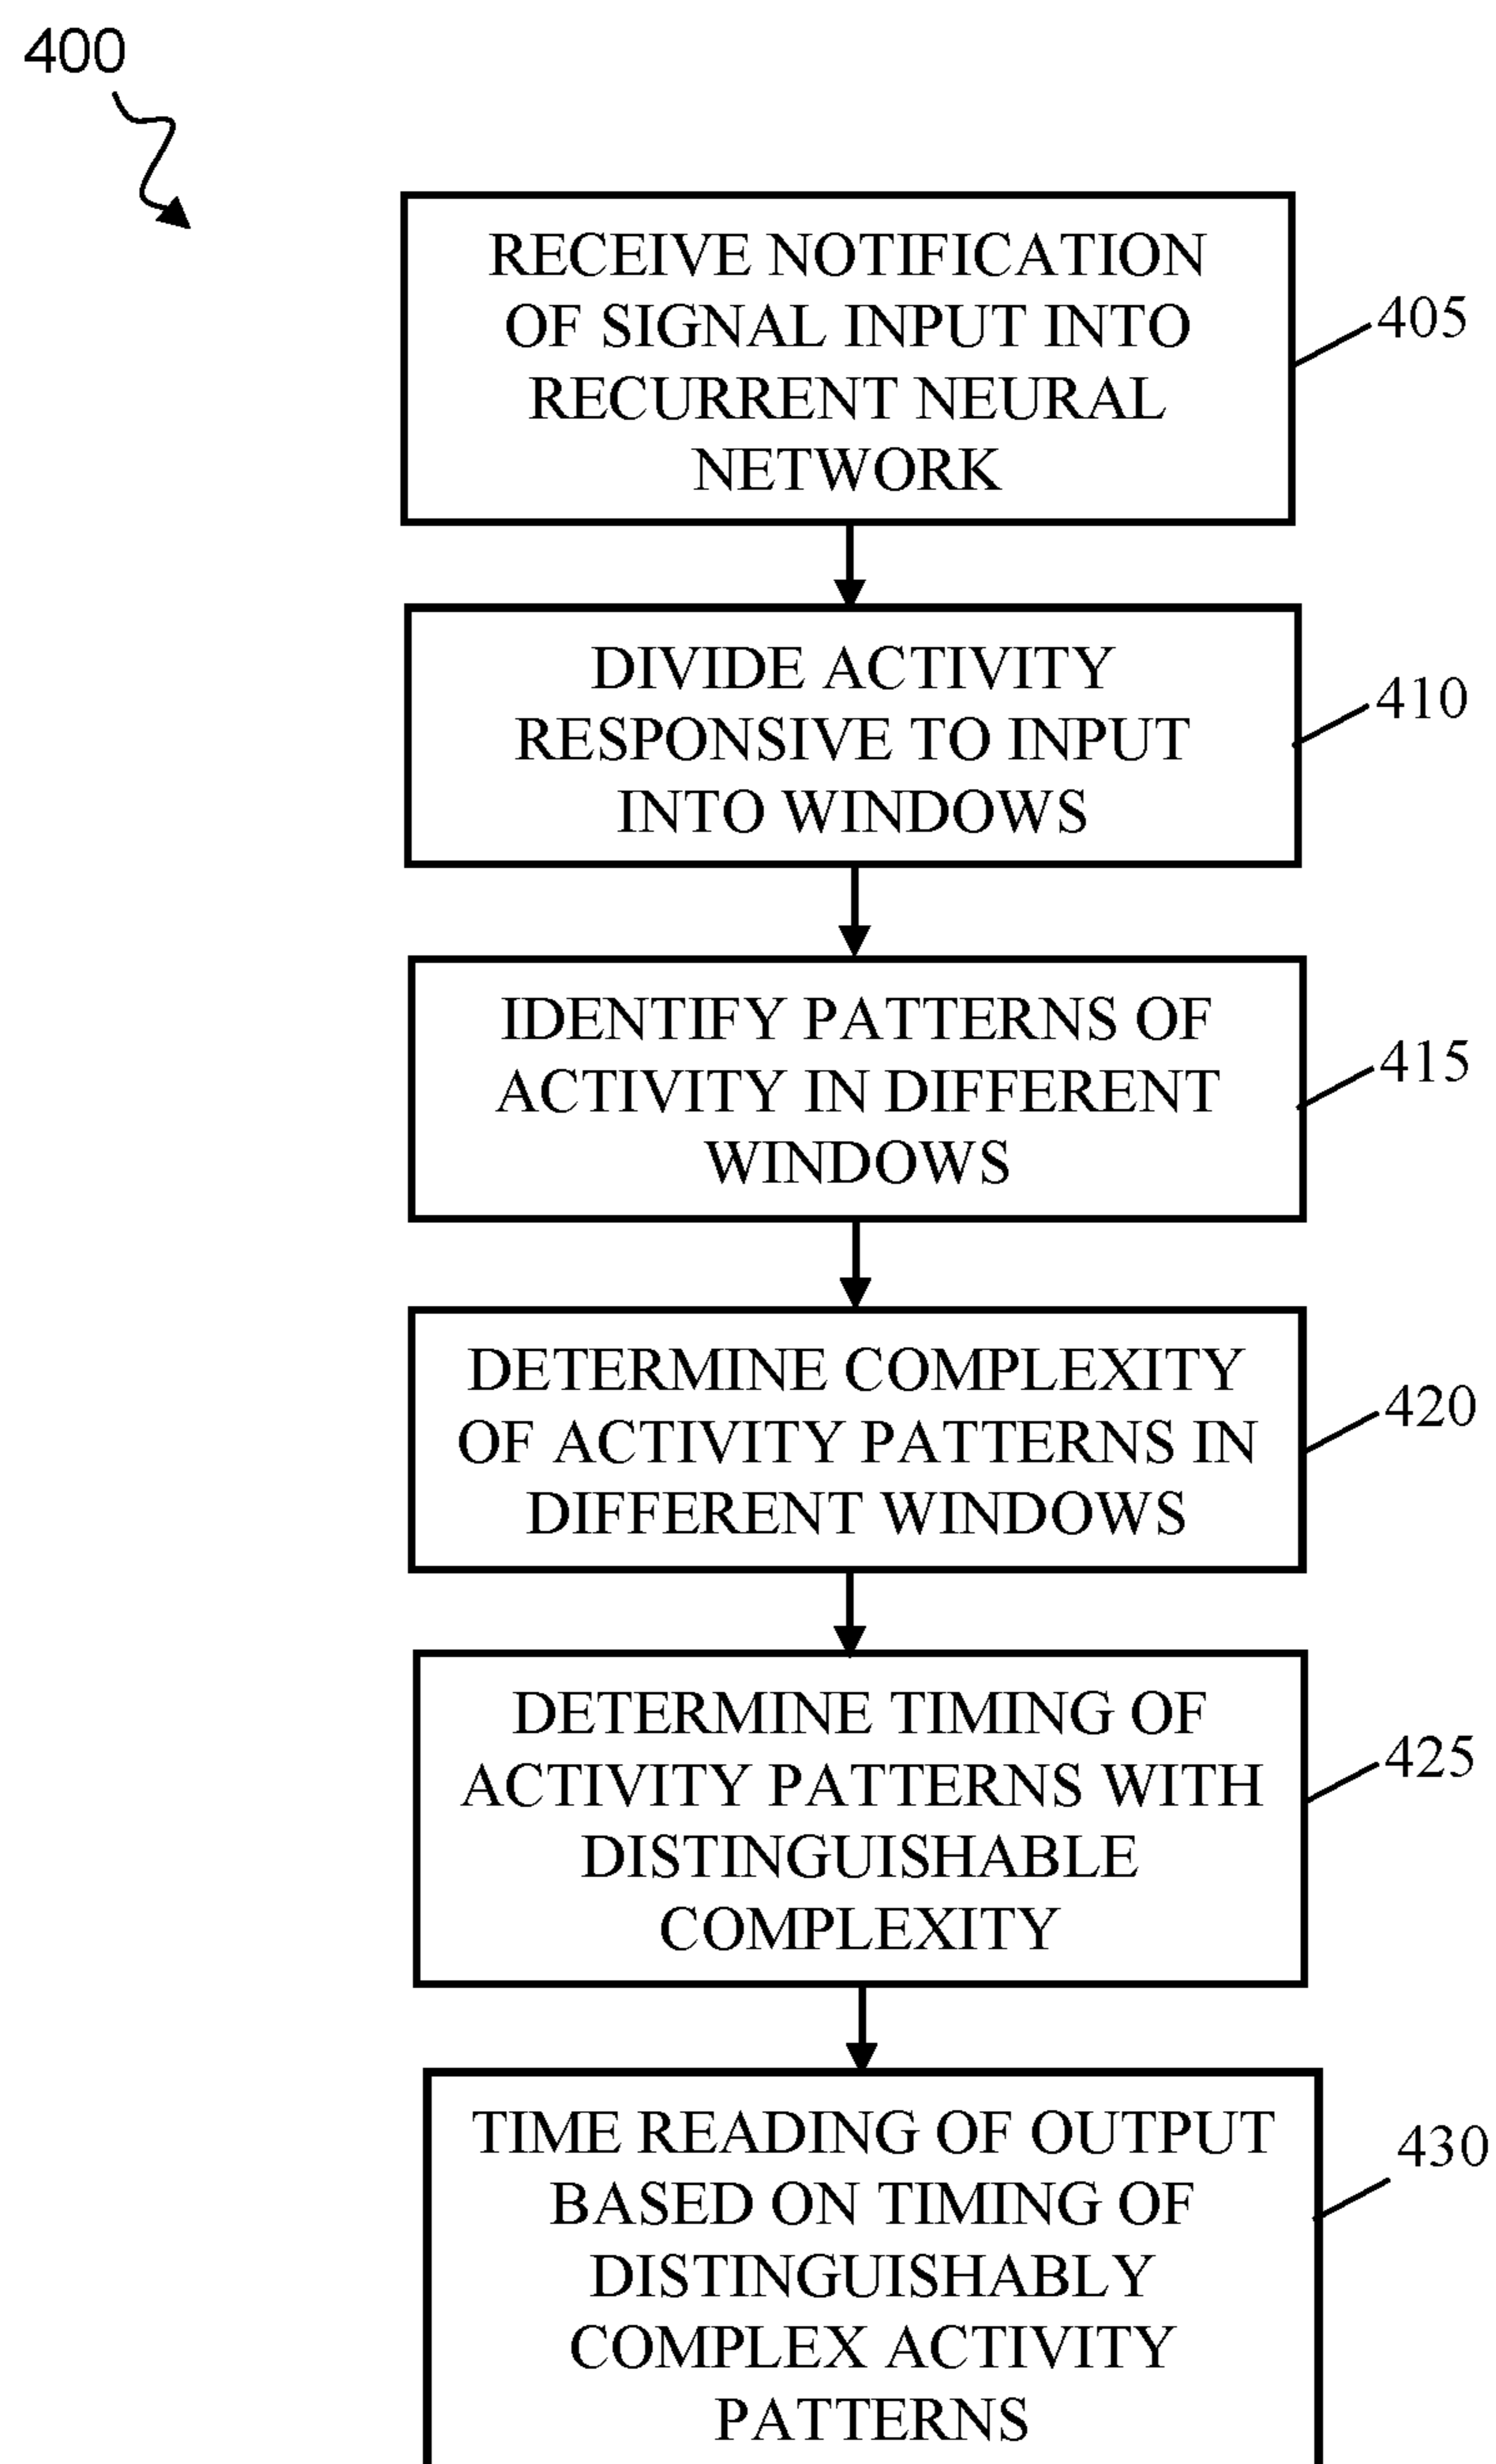 400
RECEIVE NOTIFICATION
OF SIGNAL INPUT INTO
RECURRENT NEURAL
NETWORK
405
DIVIDE ACTIVITY
RESPONSIVE TO INPUT
INTO WINDOWS
410
IDENTIFY PATTERNS OF
ACTIVITY IN DIFFERENT
WINDOWS
415
DETERMINE COMPLEXITY
OF ACTIVITY PATTERNS IN
DIFFERENT WINDOWS
420
DETERMINE TIMING OF
ACTIVITY PATTERNS WITH
DISTINGUISHABLE
COMPLEXITY
425
TIME READING OF OUTPUT
BASED ON TIMING OF
DISTINGUISHABLY
COMPLEX ACTIVITY
PATTERNS
430